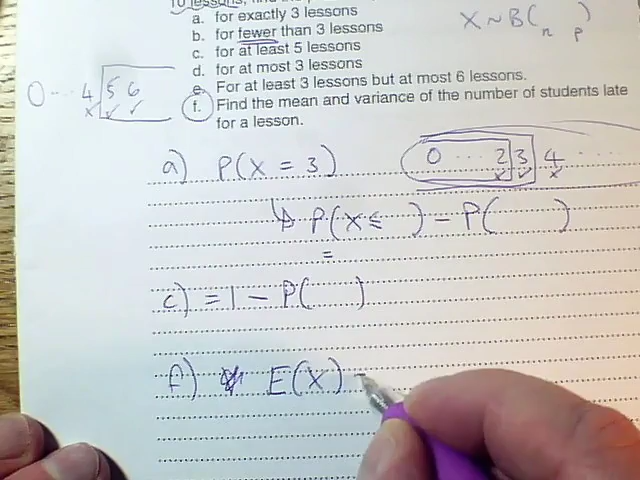 10 lessons,
a. for exactly 3 lessons
b. for fewer than 3 lessons
c. for at least 5 lessons
d. for at most 3 lessons
e. For at least 3 lessons but at most 6 lessons.
f. Find the mean and variance of the number of students late
for a lesson.
X ~ B( n p )
0 ... 4 5 6
a) P(X = 3)
0 ... 2 3 4 ...
P(X ≤ ) - P( )
=
c) = 1 - P( )
f) E(X) -